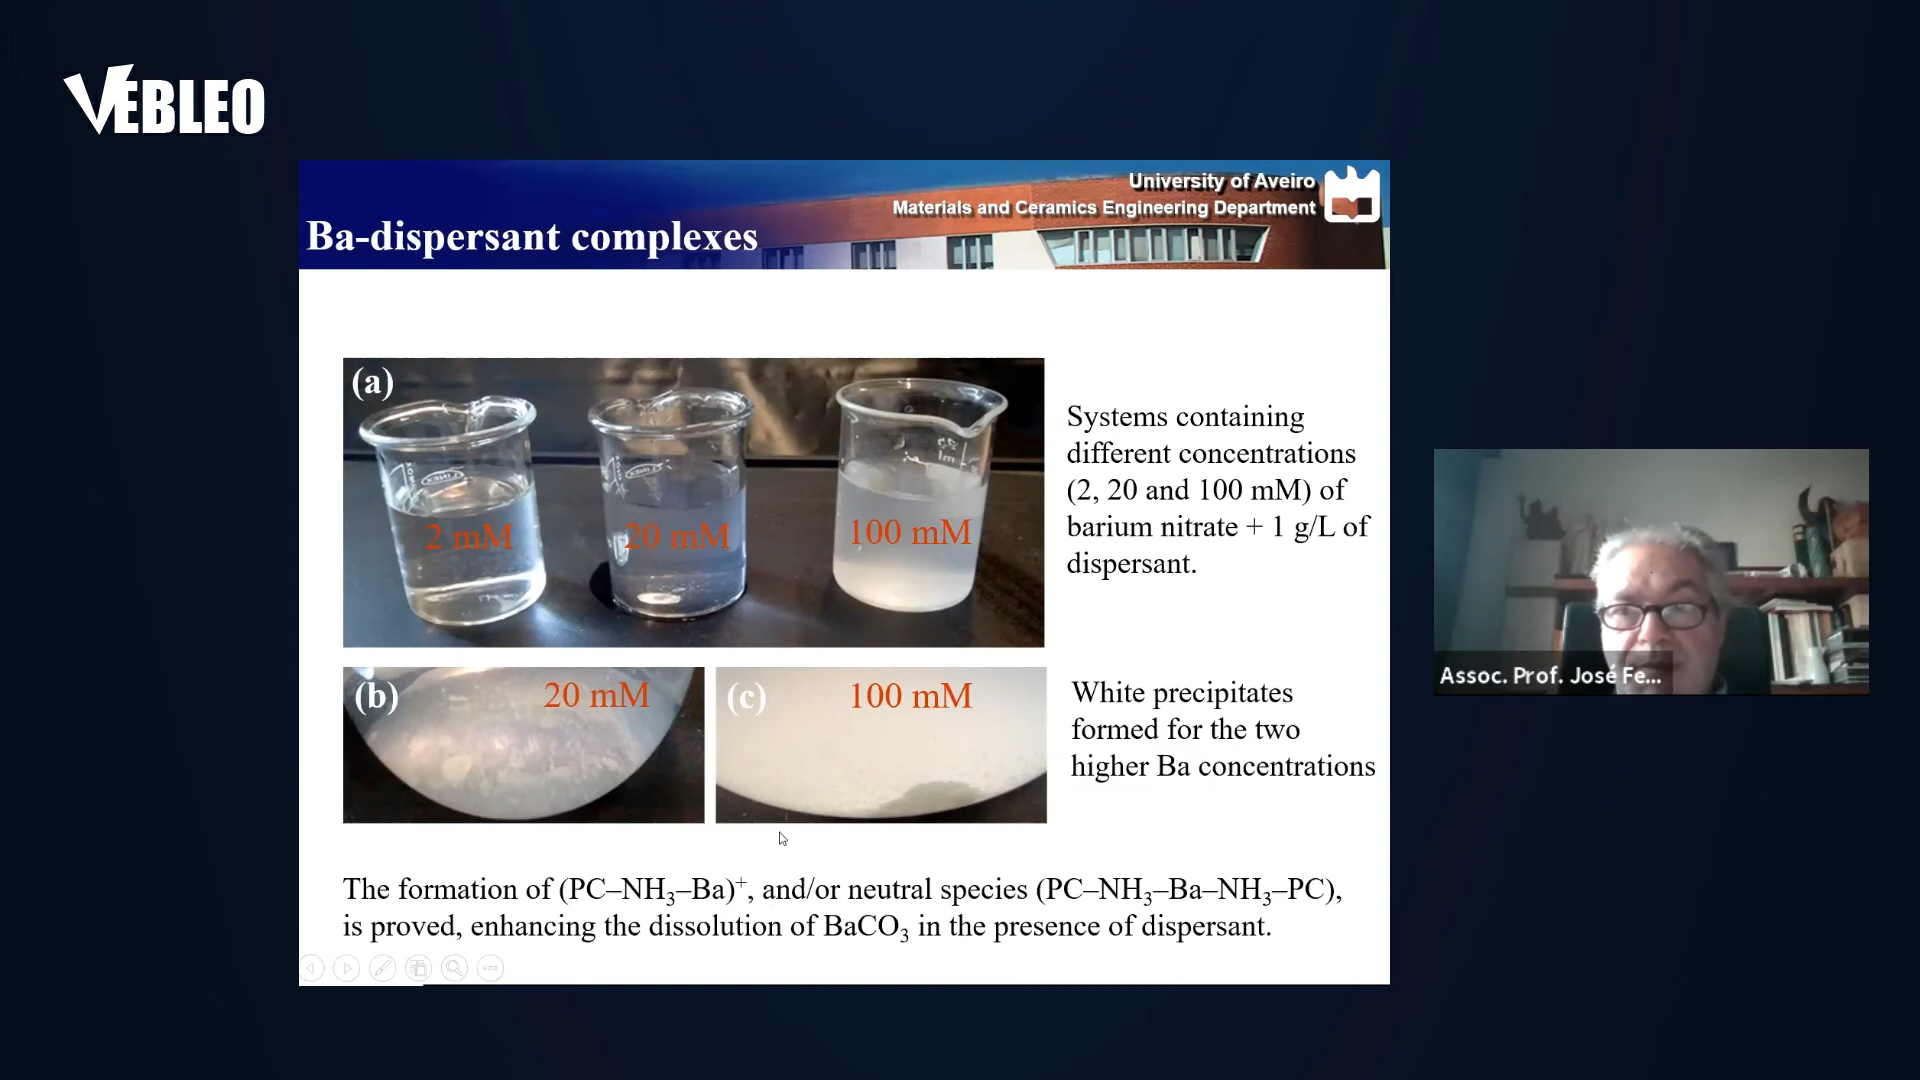 VEBLEO
University of Aveiro
Materials and Ceramics Engineering Department
Ba-dispersant complexes
(a)
2 mM
20 mM
100 mM
Systems containing
different concentrations
(2, 20 and 100 mM) of
barium nitrate + 1 g/L of
dispersant.
(b)
20 mM
(c)
100 mM
White precipitates
formed for the two
higher Ba concentrations
The formation of (PC–NH₃–Ba)⁺, and/or neutral species (PC–NH₃–Ba–NH₃–PC),
is proved, enhancing the dissolution of BaCO₃ in the presence of dispersant.
Assoc. Prof. José Fe...